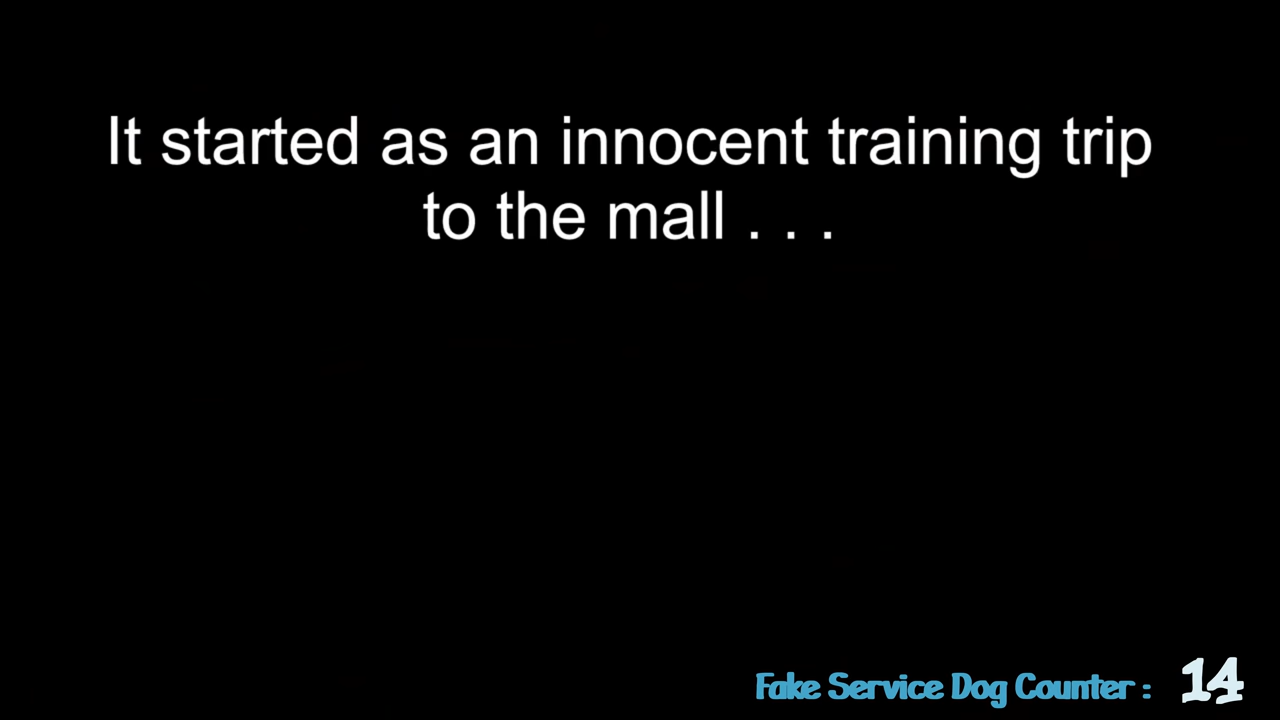 It started as an innocent training trip
to the mall . . .
Fake Service Dog Counter : 14